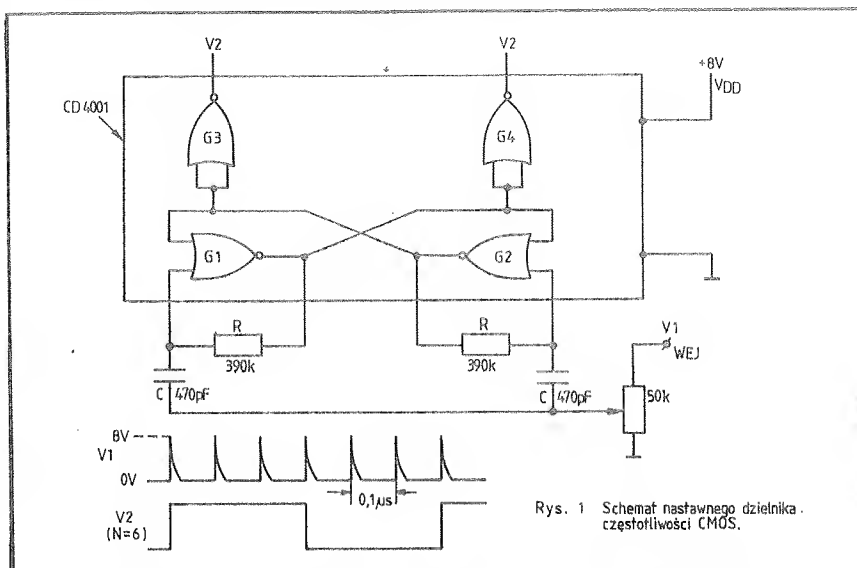 V2
V2
+8V
VDD
CD 4001
G3
G4
G1
G2
R
390k
R
390k
V1
WEJ
C 470pF
C 470pF
50k
8V
V1
0V
0,1μs
V2
(N=6)
Rys. 1 Schemat nastawnego dzielnika
częstotliwości CMOS.